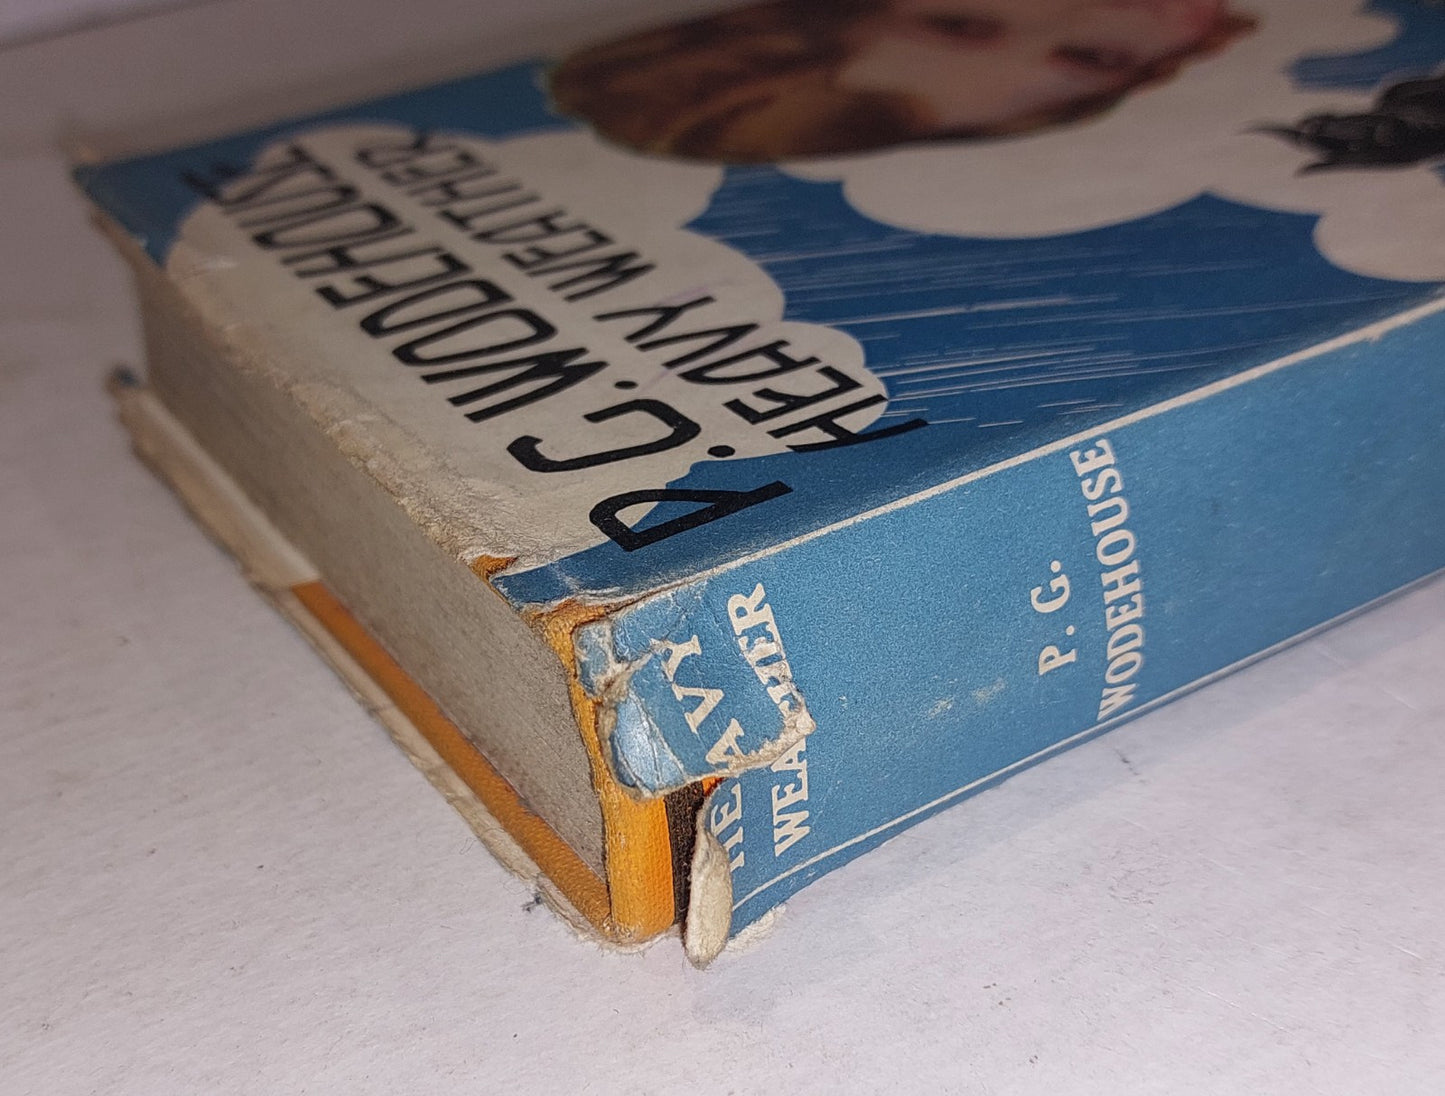 P.G.WODEHOUSE
HEAVY WEATHER
HEAVY
WEATHER
P. G.
WODEHOUSE